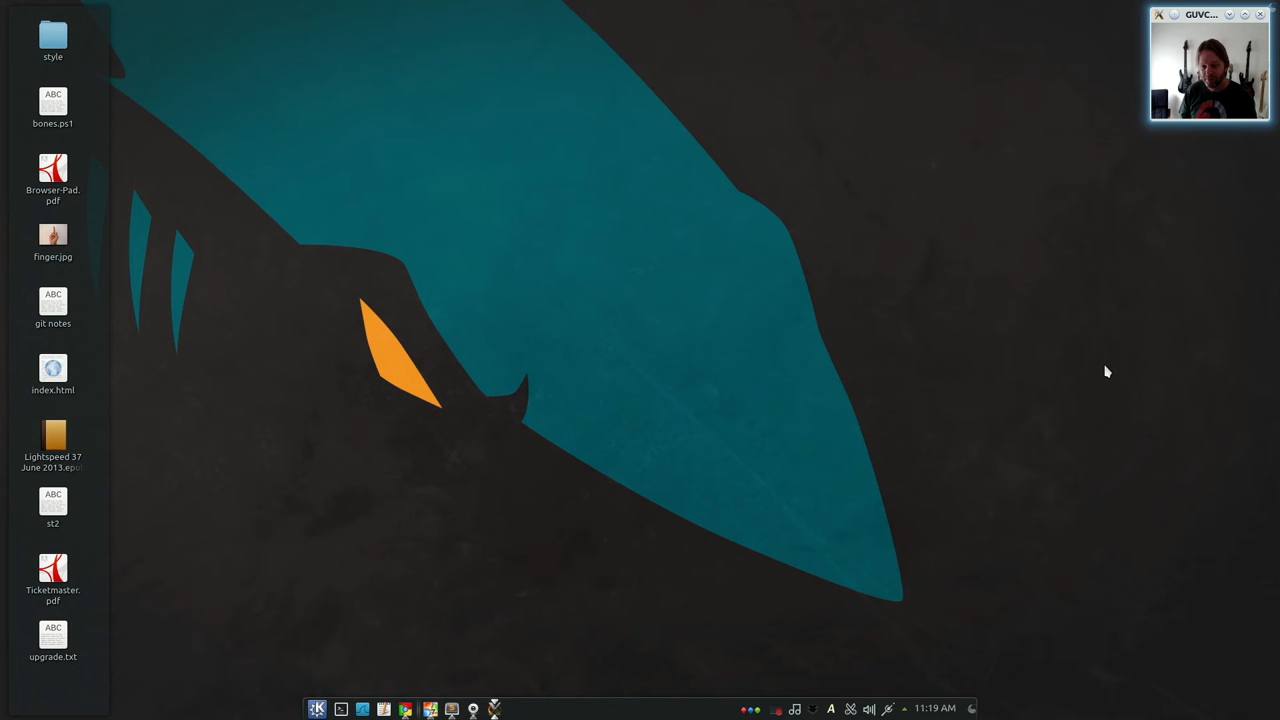 style
ABC
bones.ps1
Browser-Pad.
pdf
finger.jpg
ABC
git notes
index.html
Lightspeed 37
June 2013.epu
ABC
st2
Ticketmaster.
pdf
ABC
upgrade.txt
GUVC...
K
A
11:19 AM